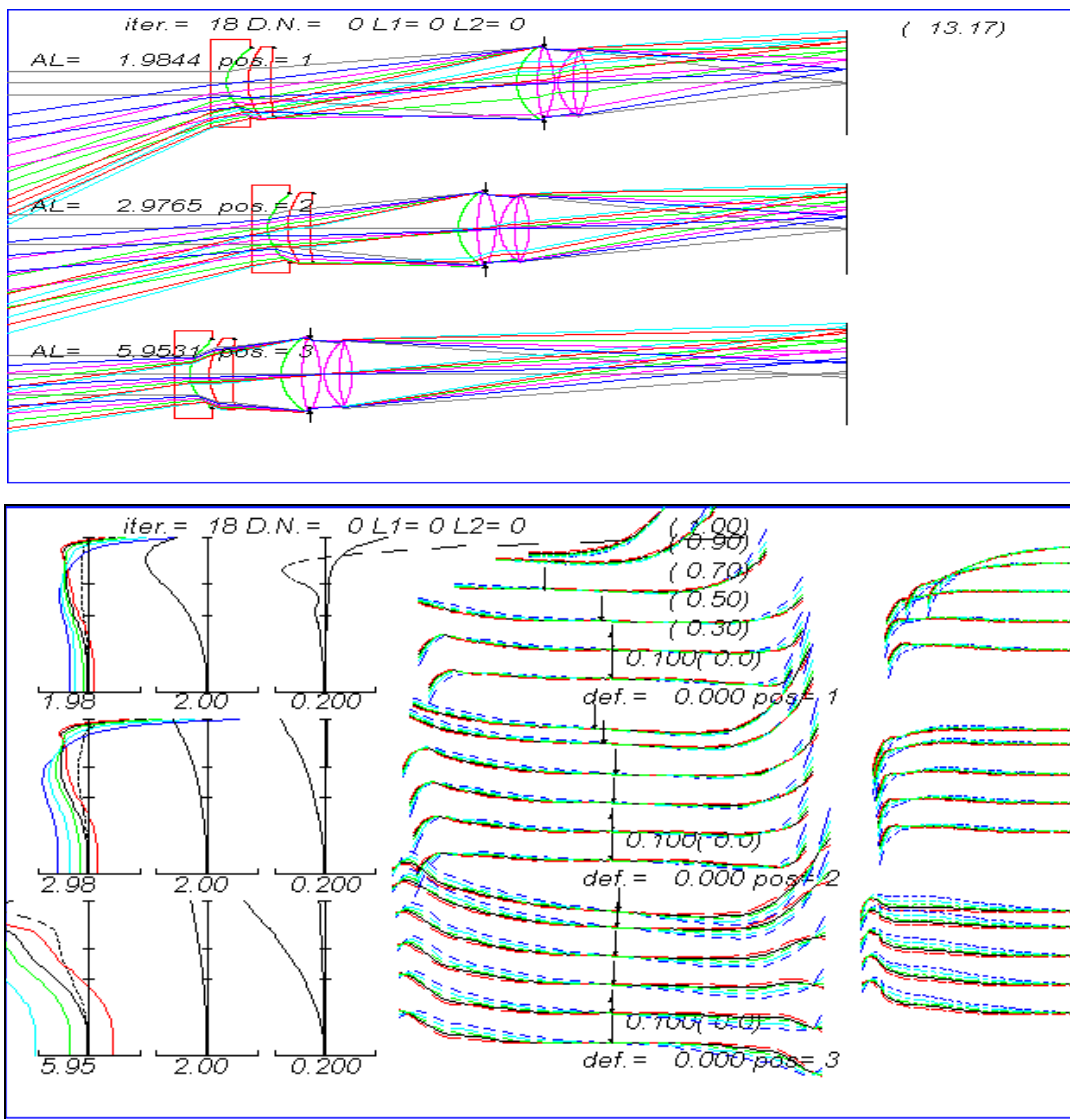 iter.= 18 D.N.= 0 L1= 0 L2= 0 ( 13.17)
AL= 1.9844 pos.= 1
AL= 2.9765 pos.= 2
AL= 5.9531 pos.= 3
iter.= 18 D.N.= 0 L1= 0 L2= 0 ( 1.00)
( 0.90)
( 0.70)
( 0.50)
( 0.30)
0.100( 0.0)
1.98 2.00 0.200 def.= 0.000 pos= 1
0.100( 0.0)
2.98 2.00 0.200 def.= 0.000 pos= 2
0.100( 0.0)
5.95 2.00 0.200 def.= 0.000 pos= 3